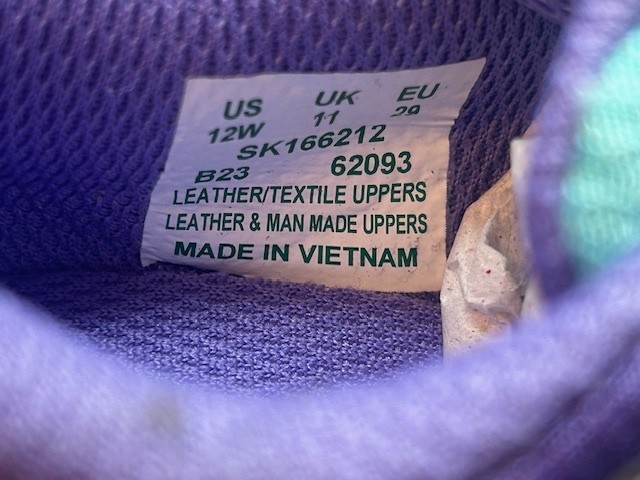 US UK EU
12W 11 29
SK166212
B23 62093
LEATHER/TEXTILE UPPERS
LEATHER & MAN MADE UPPERS
MADE IN VIETNAM